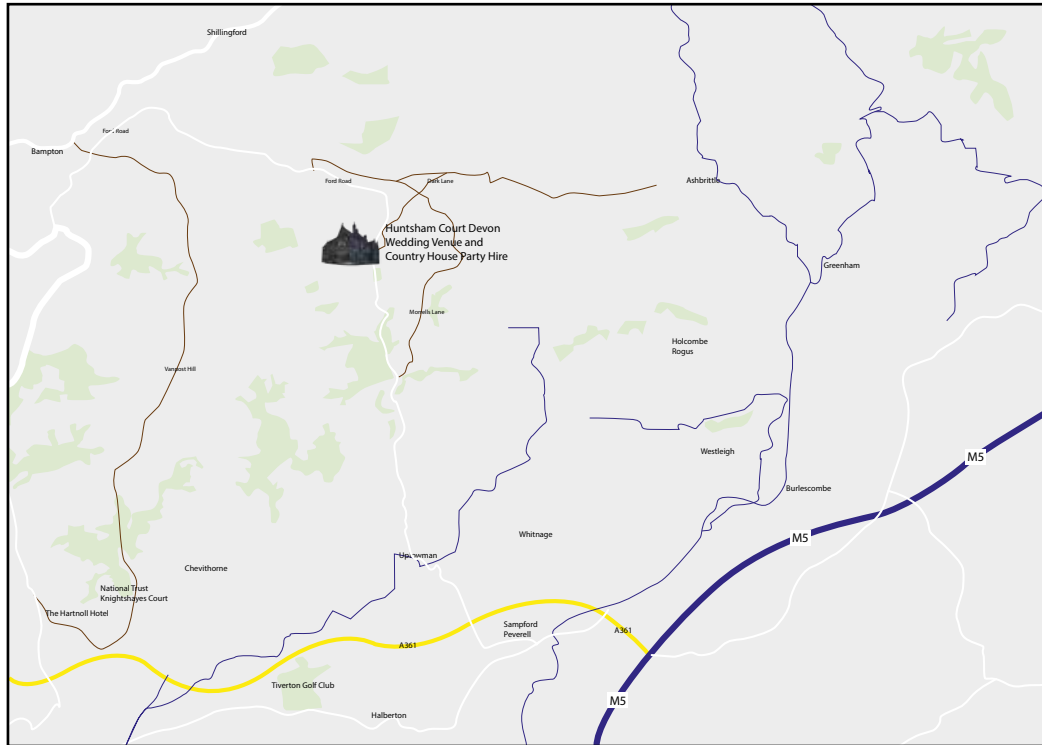 Shillingford
Ford Road
Bampton
Ford Road
Park Lane
Ashbrittle
Huntsham Court Devon
Wedding Venue and
Country House Party Hire
Greenham
Morrells Lane
Holcombe
Rogus
Vanpost Hill
Westleigh
M5
Burlescombe
Whitnage
M5
Uplowman
Chevithorne
National Trust
Knightshayes Court
The Hartnoll Hotel
Sampford
Peverell
A361
A361
Tiverton Golf Club
M5
Halberton